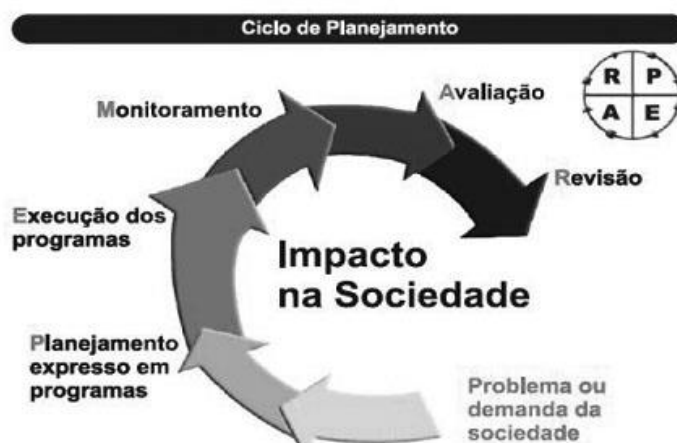 Ciclo de Planejamento
R P
A E
Avaliação
Monitoramento
Revisão
Execução dos
programas
Impacto
na Sociedade
Planejamento
expresso em
programas
Problema ou
demanda da
sociedade